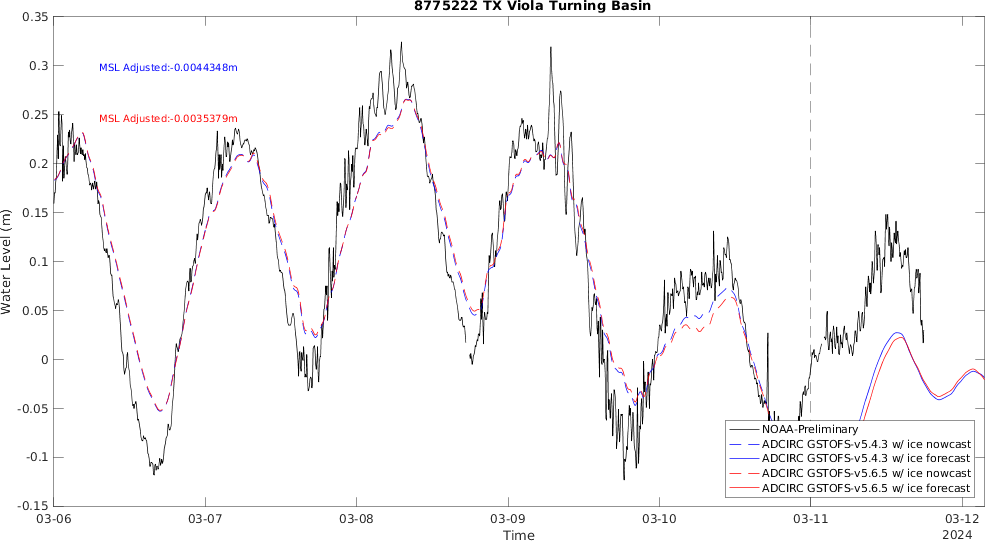 8775222 TX Viola Turning Basin
0.35
0.3
0.25
0.2
0.15
0.1
0.05
0
-0.05
-0.1
-0.15
Water Level (m)
MSL Adjusted:-0.0044348m
MSL Adjusted:-0.0035379m
NOAA-Preliminary
ADCIRC GSTOFS-v5.4.3 w/ ice nowcast
ADCIRC GSTOFS-v5.4.3 w/ ice forecast
ADCIRC GSTOFS-v5.6.5 w/ ice nowcast
ADCIRC GSTOFS-v5.6.5 w/ ice forecast
03-06 03-07 03-08 03-09 03-10 03-11 03-12
Time
2024